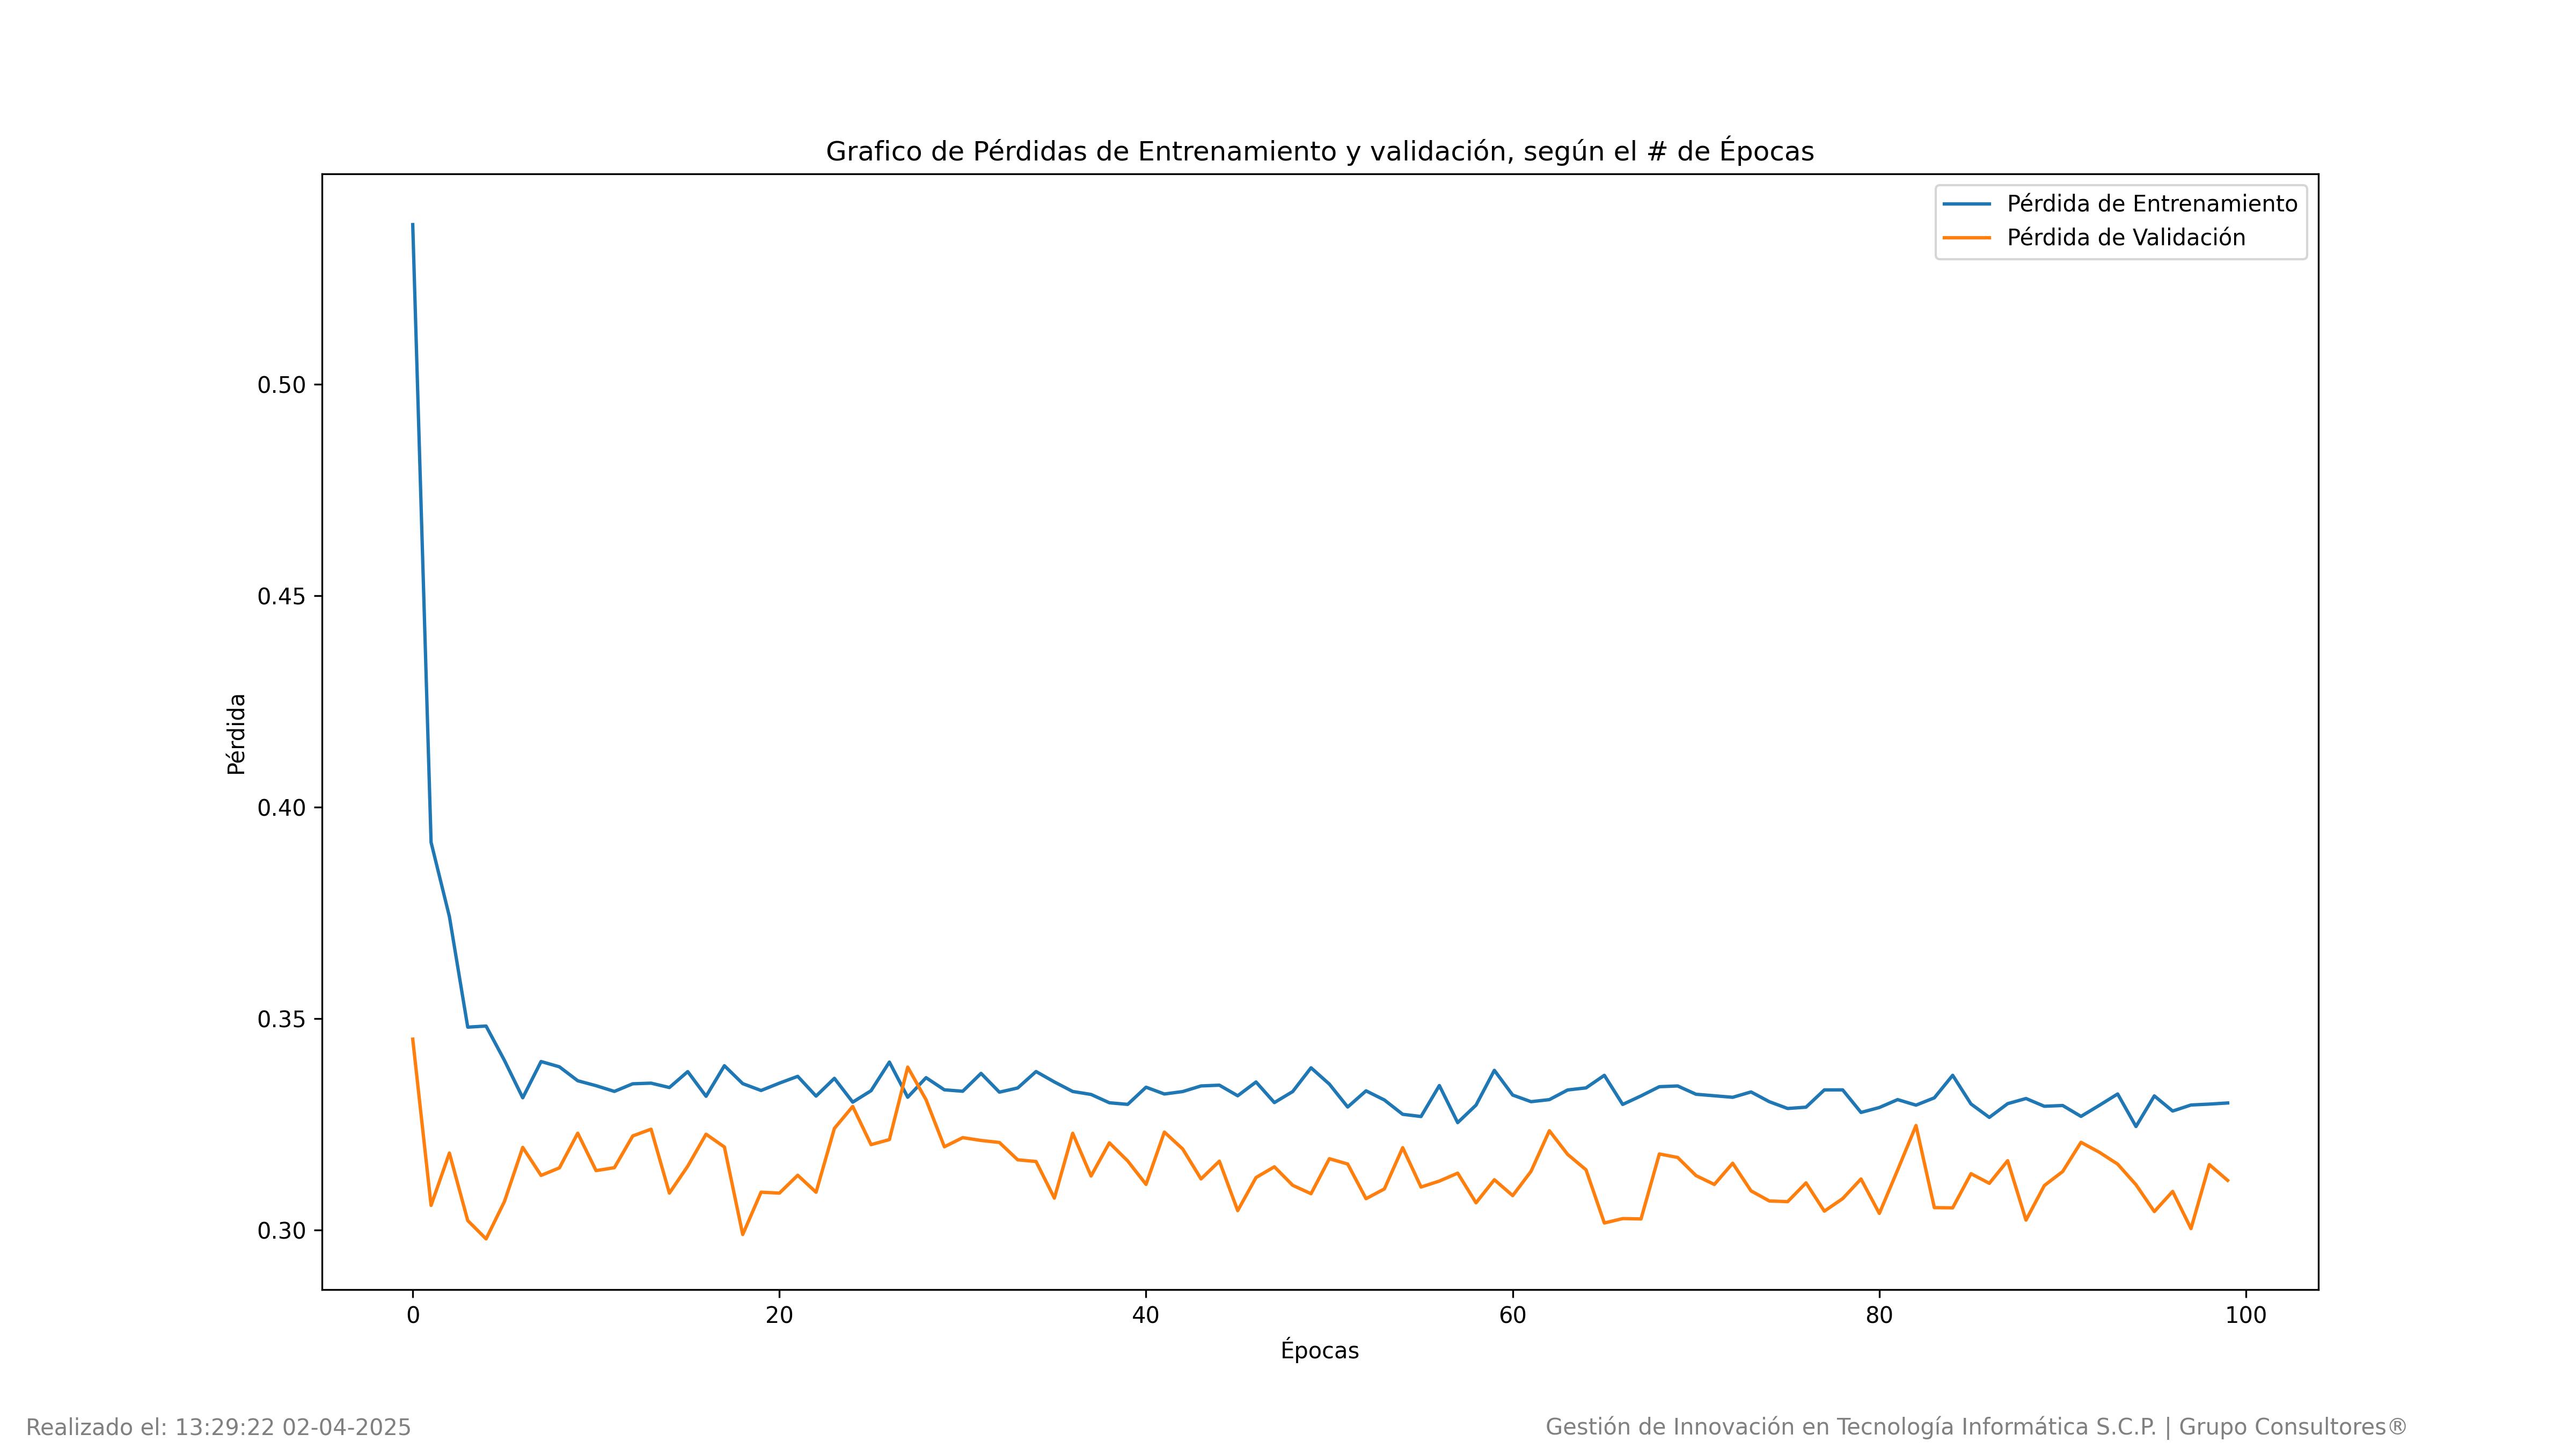 Grafico de Pérdidas de Entrenamiento y validación, según el # de Épocas
Pérdida de Entrenamiento
Pérdida de Validación
0.50
0.45
0.40
0.35
0.30
Pérdida
0
20
40
60
80
100
Épocas
Realizado el: 13:29:22 02-04-2025
Gestión de Innovación en Tecnología Informática S.C.P. | Grupo Consultores®